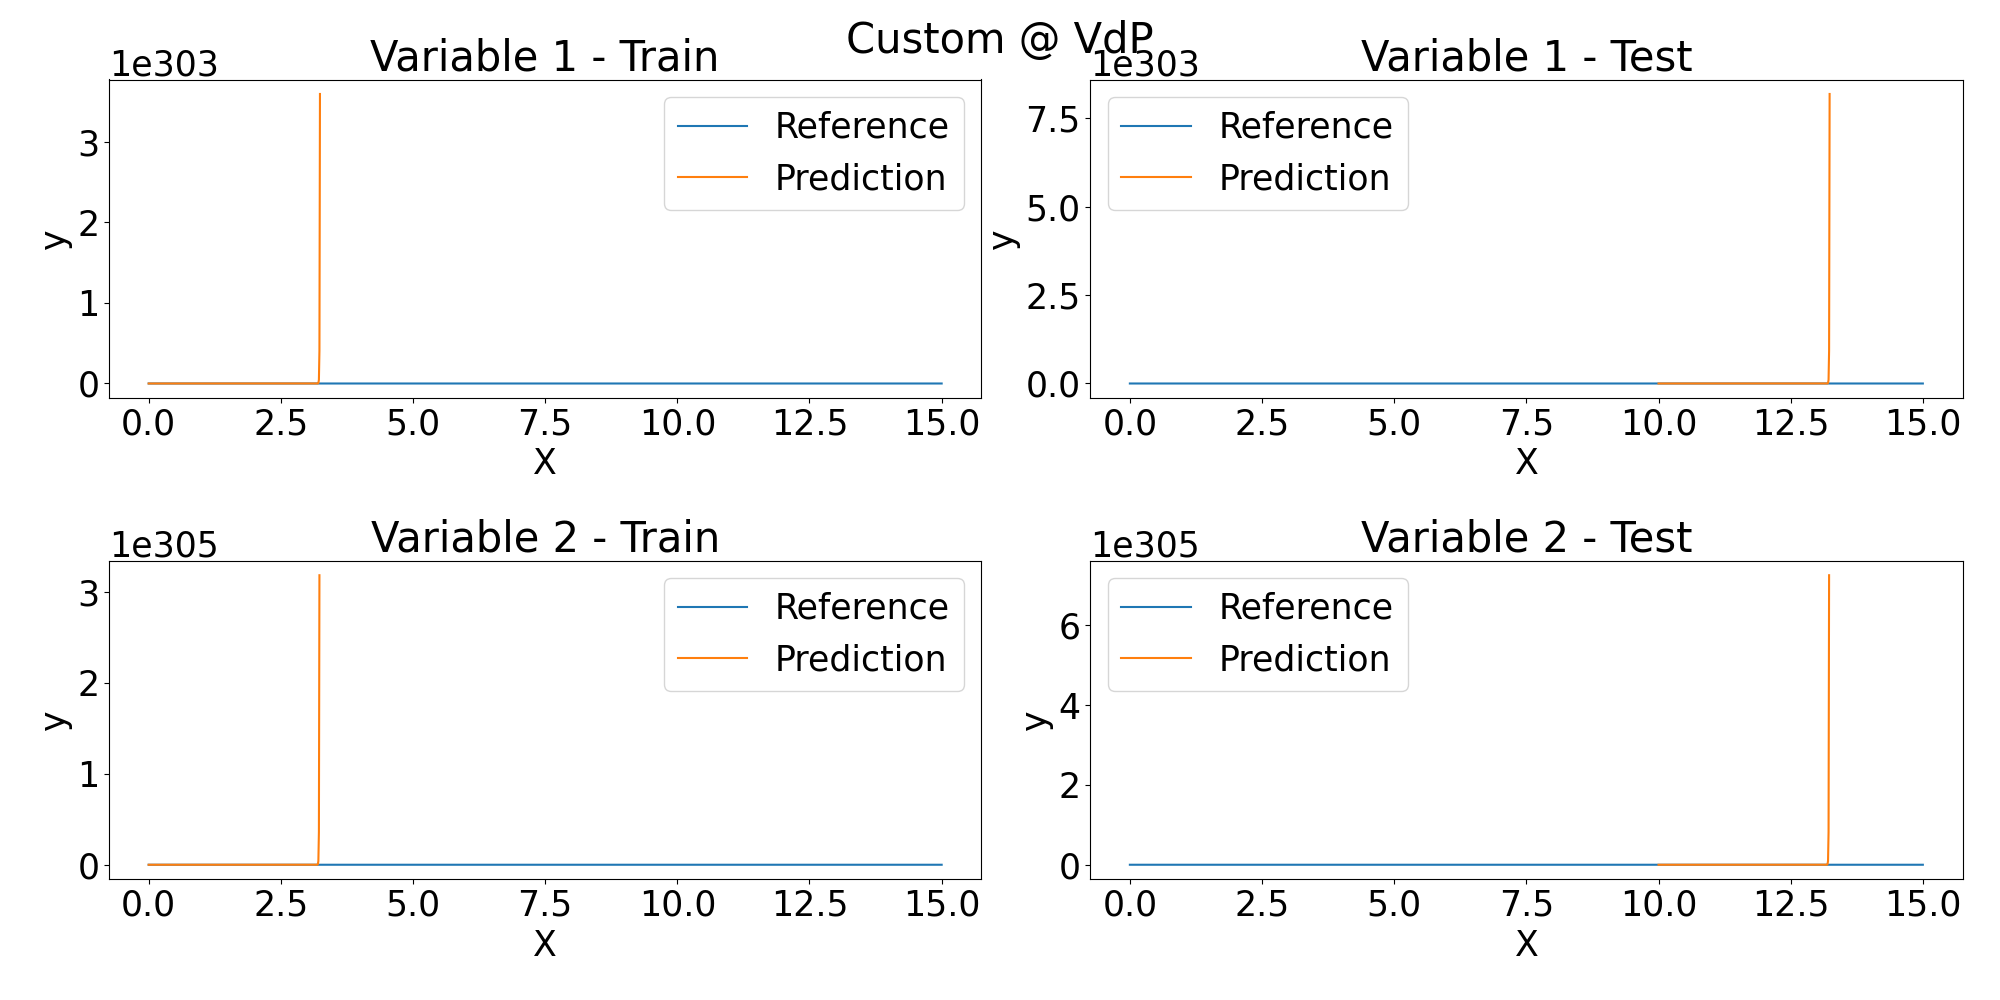 Custom @ VdP
Variable 1 - Train
1e303
3
2
1
0
y
Reference
Prediction
0.0 2.5 5.0 7.5 10.0 12.5 15.0
X
Variable 1 - Test
1e303
7.5
5.0
2.5
0.0
y
Reference
Prediction
0.0 2.5 5.0 7.5 10.0 12.5 15.0
X
Variable 2 - Train
1e305
3
2
1
0
y
Reference
Prediction
0.0 2.5 5.0 7.5 10.0 12.5 15.0
X
Variable 2 - Test
1e305
6
4
2
0
y
Reference
Prediction
0.0 2.5 5.0 7.5 10.0 12.5 15.0
X